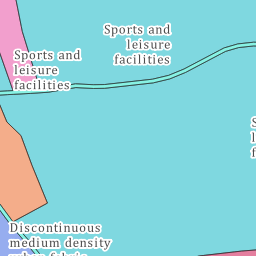 Sports and
leisure
facilities
Sports and
leisure
facilities
Discontinuous
medium density